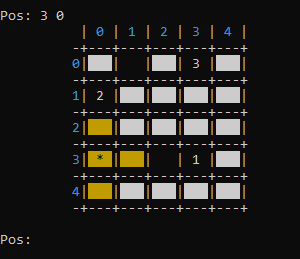 Pos: 3 0
| 0 | 1 | 2 | 3 | 4 |
-+---+---+---+---+---+
0| | | | 3 | |
-+---+---+---+---+---+
1| 2 | | | | |
-+---+---+---+---+---+
2| | | | | |
-+---+---+---+---+---+
3| * | | | 1 | |
-+---+---+---+---+---+
4| | | | | |
-+---+---+---+---+---+
Pos: